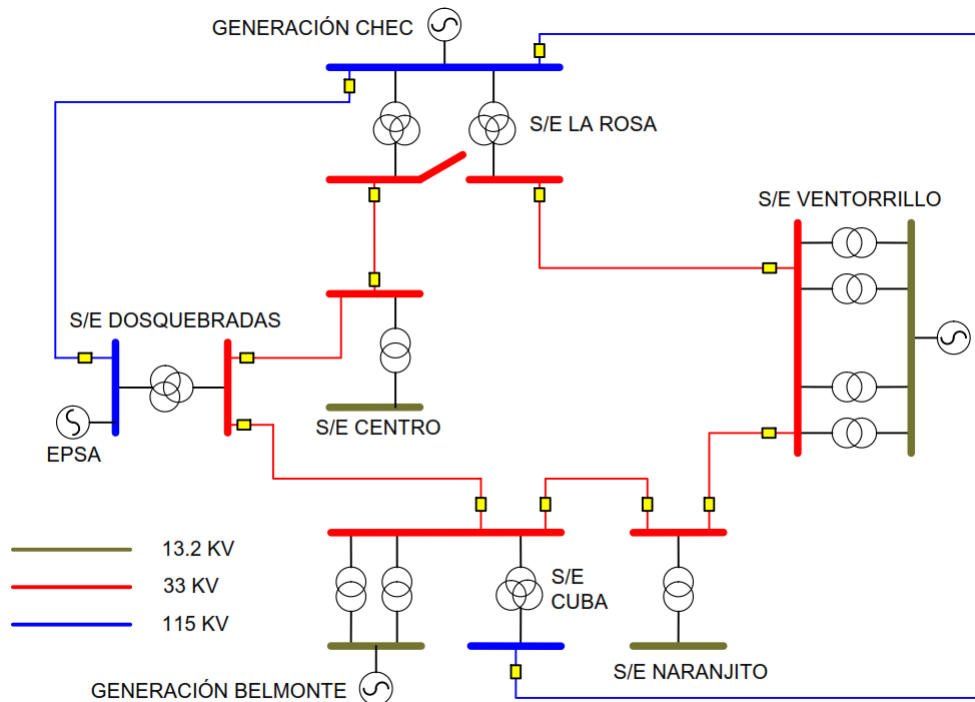 GENERACIÓN CHEC
S/E LA ROSA
S/E VENTORRILLO
S/E DOSQUEBRADAS
S/E CENTRO
EPSA
13.2 KV
33 KV
115 KV
S/E
CUBA
S/E NARANJITO
GENERACIÓN BELMONTE